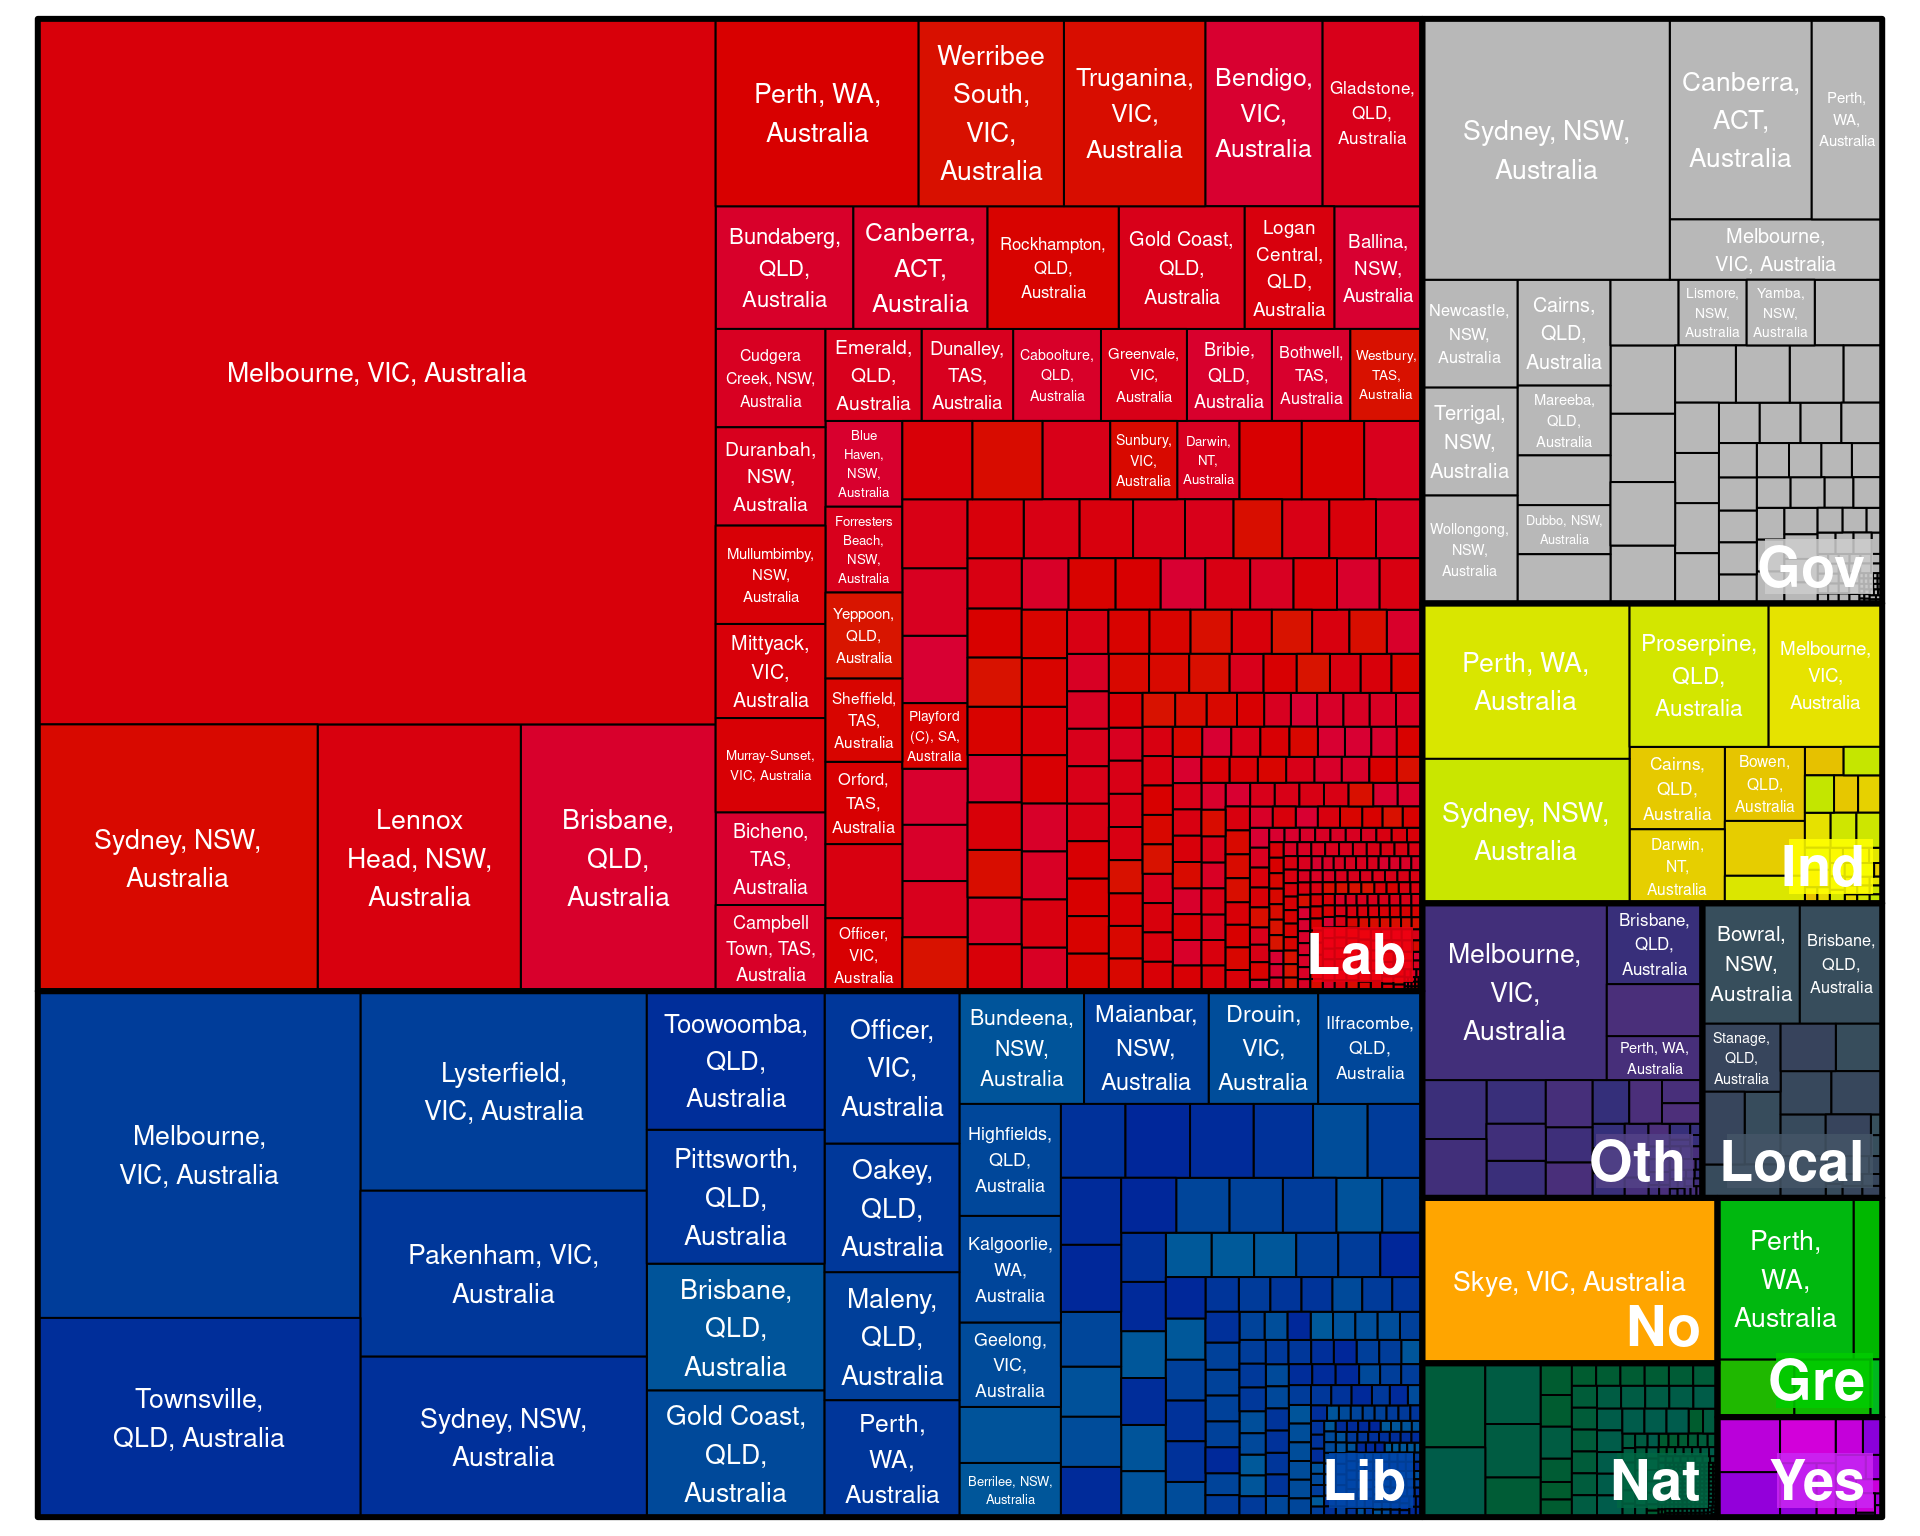 Melbourne, VIC, Australia
Sydney, NSW,
Australia
Lennox
Head, NSW,
Australia
Brisbane,
QLD,
Australia
Perth, WA,
Australia
Werribee
South,
VIC,
Australia
Truganina,
VIC,
Australia
Bendigo,
VIC,
Australia
Gladstone,
QLD,
Australia
Bundaberg,
QLD,
Australia
Canberra,
ACT,
Australia
Rockhampton,
QLD,
Australia
Gold Coast,
QLD,
Australia
Logan
Central,
QLD,
Australia
Ballina,
NSW,
Australia
Cudgera
Creek, NSW,
Australia
Duranbah,
NSW,
Australia
Mullumbimby,
NSW,
Australia
Mittyack,
VIC,
Australia
Murray-Sunset,
VIC, Australia
Bicheno,
TAS,
Australia
Campbell
Town, TAS,
Australia
Emerald,
QLD,
Australia
Dunalley,
TAS,
Australia
Caboolture,
QLD,
Australia
Greenvale,
VIC,
Australia
Bribie,
QLD,
Australia
Bothwell,
TAS,
Australia
Westbury,
TAS,
Australia
Blue
Haven,
NSW,
Australia
Forresters
Beach,
NSW,
Australia
Yeppoon,
QLD,
Australia
Sheffield,
TAS,
Australia
Orford,
TAS,
Australia
Officer,
VIC,
Australia
Sunbury,
VIC,
Australia
Darwin,
NT,
Australia
Playford
(C), SA,
Australia
Lab
Melbourne,
VIC, Australia
Townsville,
QLD, Australia
Lysterfield,
VIC, Australia
Pakenham, VIC,
Australia
Sydney, NSW,
Australia
Toowoomba,
QLD,
Australia
Pittsworth,
QLD,
Australia
Brisbane,
QLD,
Australia
Gold Coast,
QLD,
Australia
Officer,
VIC,
Australia
Oakey,
QLD,
Australia
Maleny,
QLD,
Australia
Perth,
WA,
Australia
Bundeena,
NSW,
Australia
Maianbar,
NSW,
Australia
Drouin,
VIC,
Australia
Ilfracombe,
QLD,
Australia
Highfields,
QLD,
Australia
Kalgoorlie,
WA,
Australia
Geelong,
VIC,
Australia
Berrilee, NSW,
Australia
Lib
Sydney, NSW,
Australia
Canberra,
ACT,
Australia
Perth,
WA,
Australia
Melbourne,
VIC, Australia
Newcastle,
NSW,
Australia
Terrigal,
NSW,
Australia
Wollongong,
NSW,
Australia
Cairns,
QLD,
Australia
Mareeba,
QLD,
Australia
Dubbo, NSW,
Australia
Lismore,
NSW,
Australia
Yamba,
NSW,
Australia
Gov
Perth, WA,
Australia
Sydney, NSW,
Australia
Proserpine,
QLD,
Australia
Melbourne,
VIC,
Australia
Cairns,
QLD,
Australia
Darwin,
NT,
Australia
Bowen,
QLD,
Australia
Ind
Melbourne,
VIC,
Australia
Brisbane,
QLD,
Australia
Perth, WA,
Australia
Oth
Bowral,
NSW,
Australia
Brisbane,
QLD,
Australia
Stanage,
QLD,
Australia
Local
Skye, VIC, Australia
No
Perth,
WA,
Australia
Gre
Nat
Yes